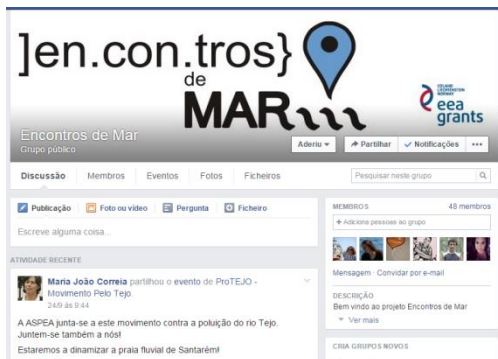 ]en.con.tros}
de
MAR
ICELAND
LIECHTENSTEIN
NORWAY
eea
grants
Encontros de Mar
Grupo público
Aderiu
Partilhar
Notificações
Discussão
Membros
Eventos
Fotos
Ficheiros
Pesquisar neste grupo
Publicação
Foto ou vídeo
Pergunta
Ficheiro
Escreve alguma coisa...
ATIVIDADE RECENTE
Maria João Correia partilhou o evento de ProTEJO -
Movimento Pelo Tejo.
24/9 às 9:44
A ASPEA junta-se a este movimento contra a poluição do rio Tejo.
Juntem-se também a nós!
Estaremos a dinamizar a praia fluvial de Santarém!
MEMBROS
48 membros
+ Adiciona pessoas ao grupo
Mensagem · Convidar por e-mail
DESCRIÇÃO
Bem vindo ao projeto Encontros de Mar
Ver mais
CRIA GRUPOS NOVOS